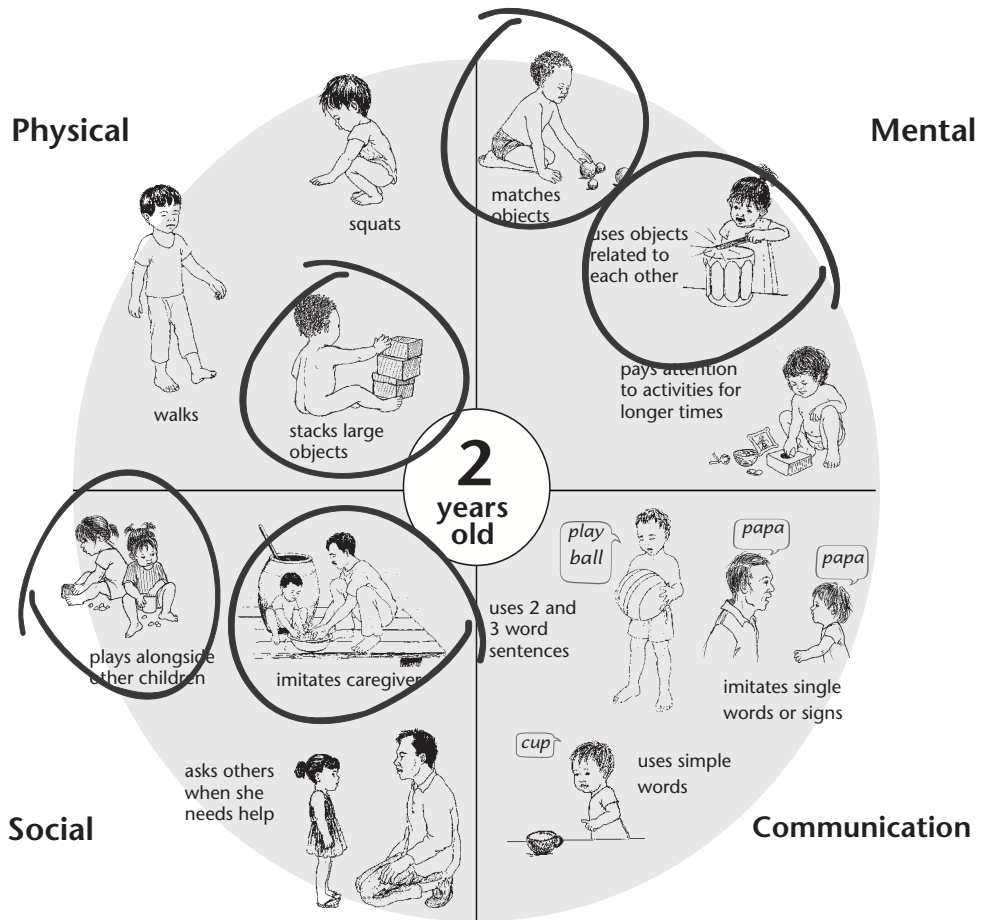 Physical
Mental
squats
matches
objects
uses objects
related to
each other
walks
stacks large
objects
pays attention
to activities for
longer times
2
years
old
plays alongside
other children
imitates caregiver
asks others
when she
needs help
uses 2 and
3 word
sentences
play
ball
papa
papa
imitates single
words or signs
cup
uses simple
words
Social
Communication